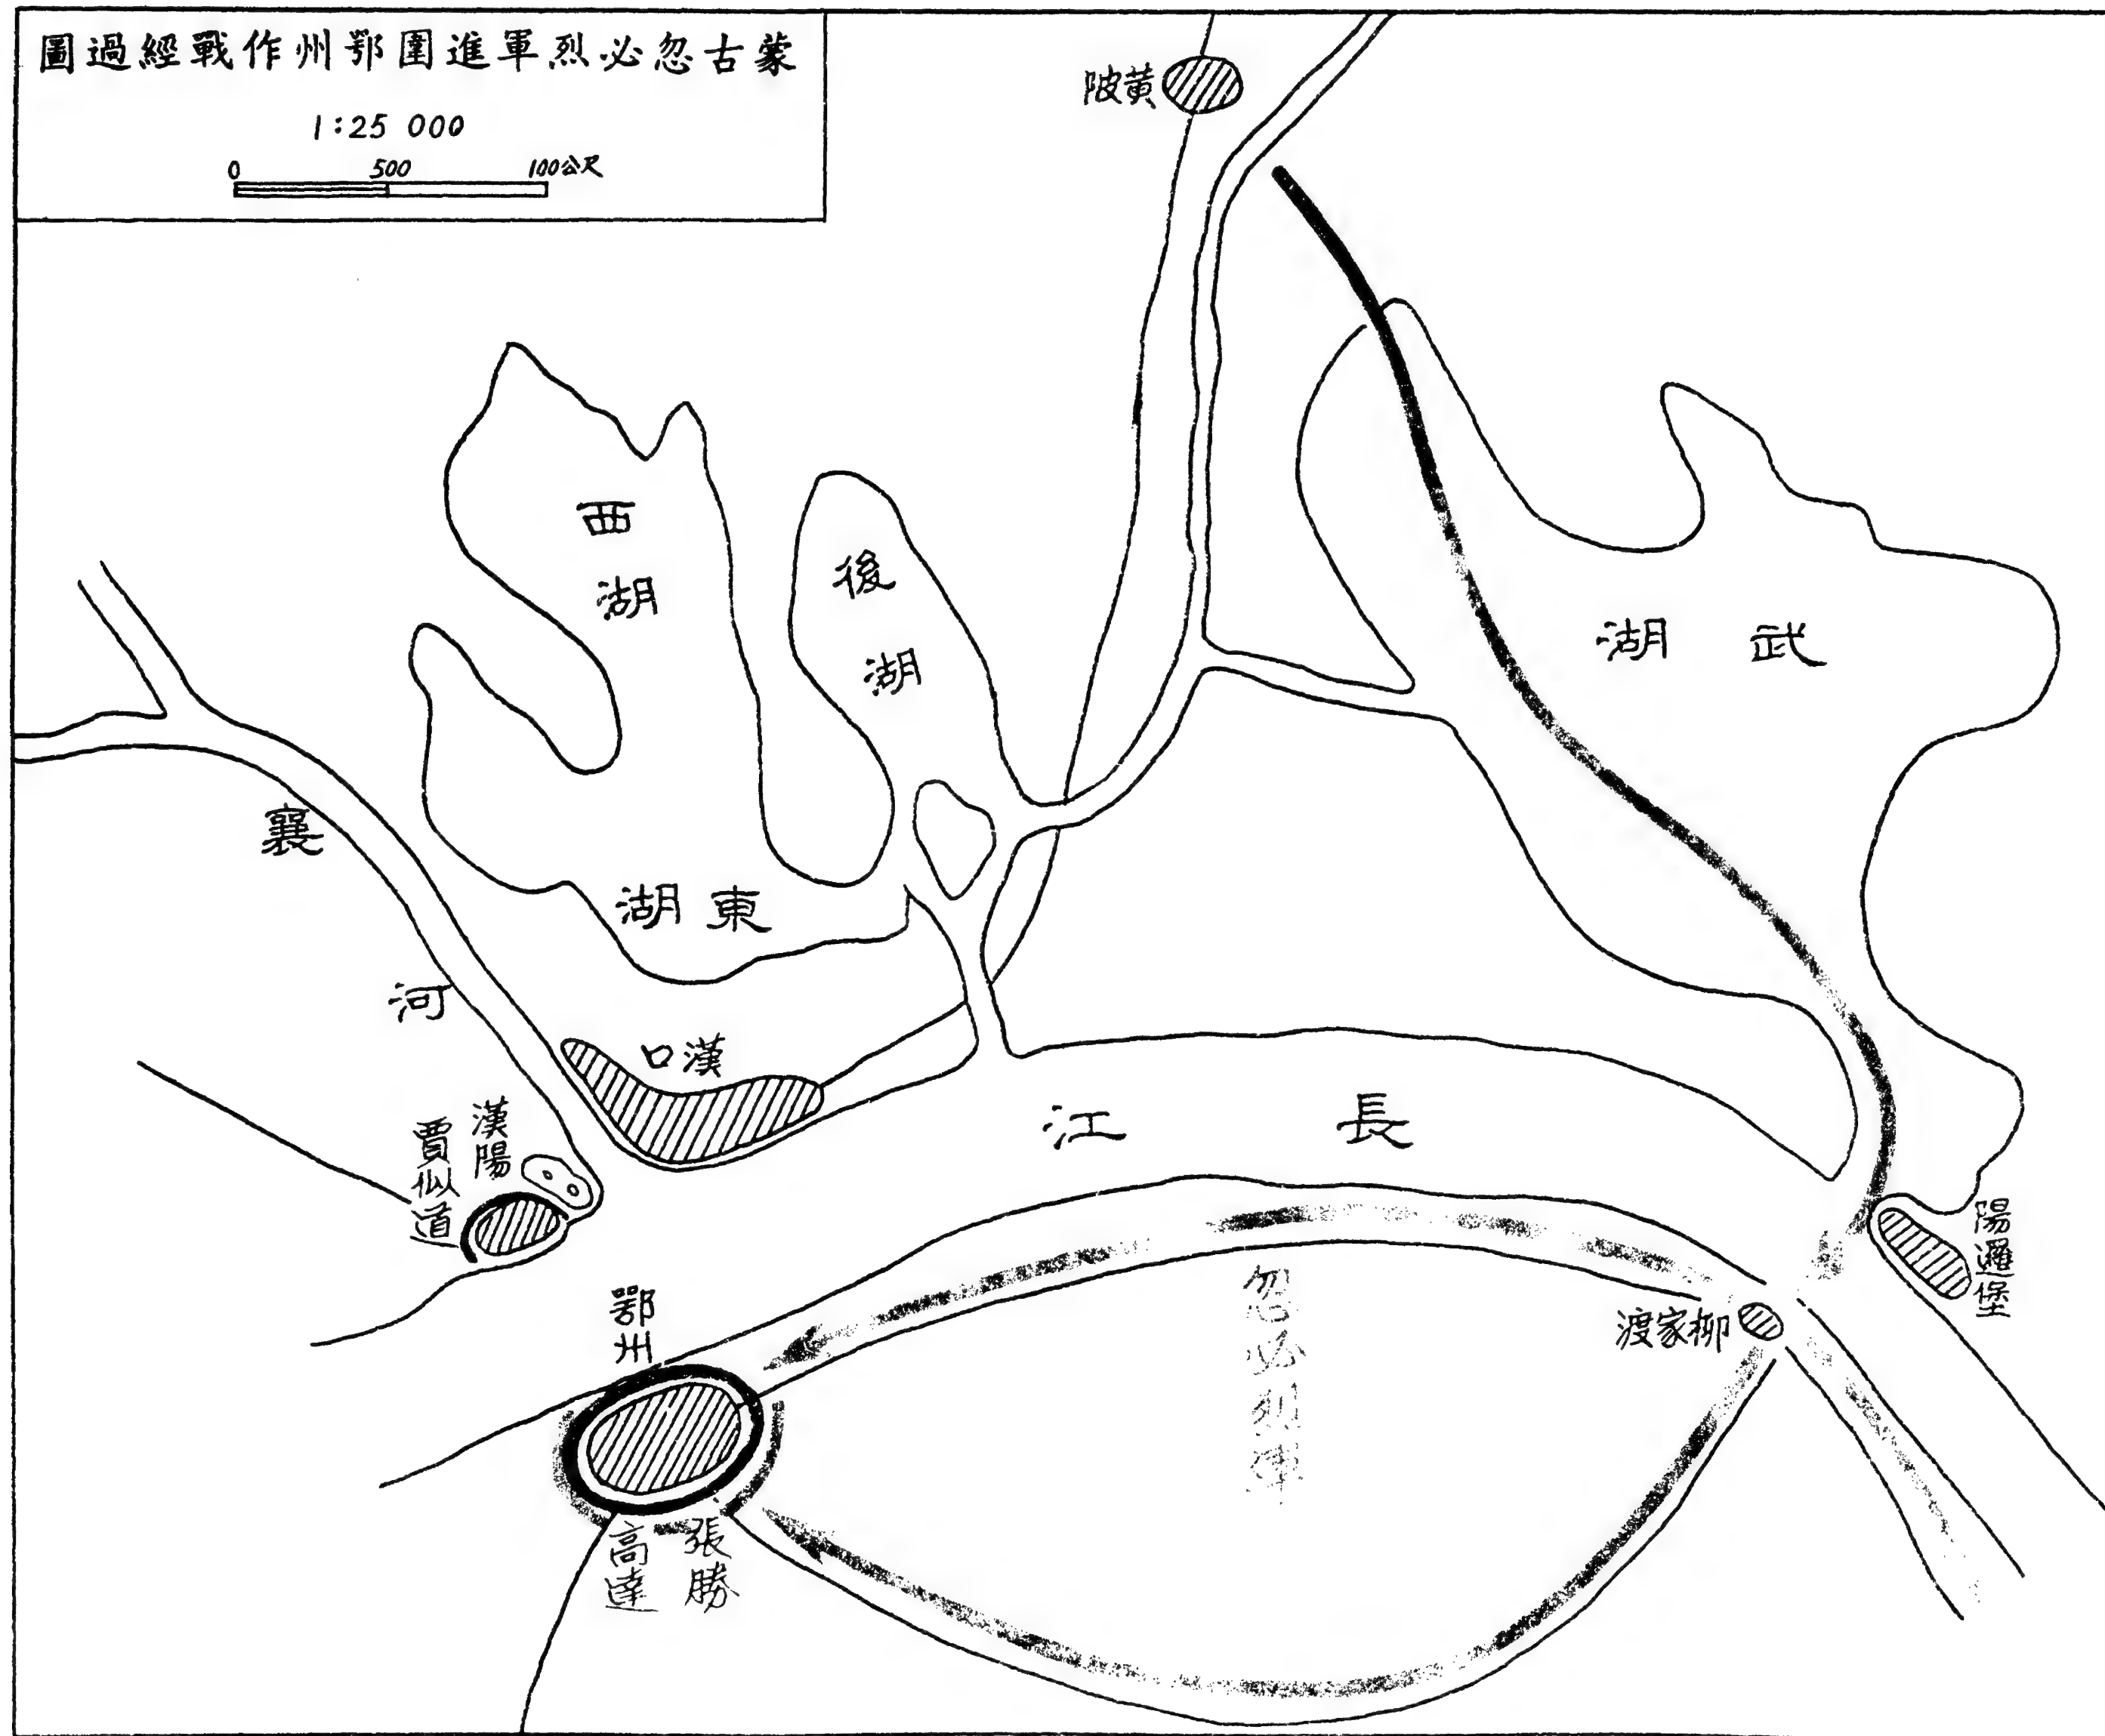 蒙古忽必烈軍進圍鄂州作戰經過圖
1:25 000
0 500 100公尺
黃陂
西湖
後湖
武湖
襄河
東湖
漢口
長江
漢陽
賈似道
陽邏堡
鄂州
忽必烈軍
柳家渡
張勝
高達